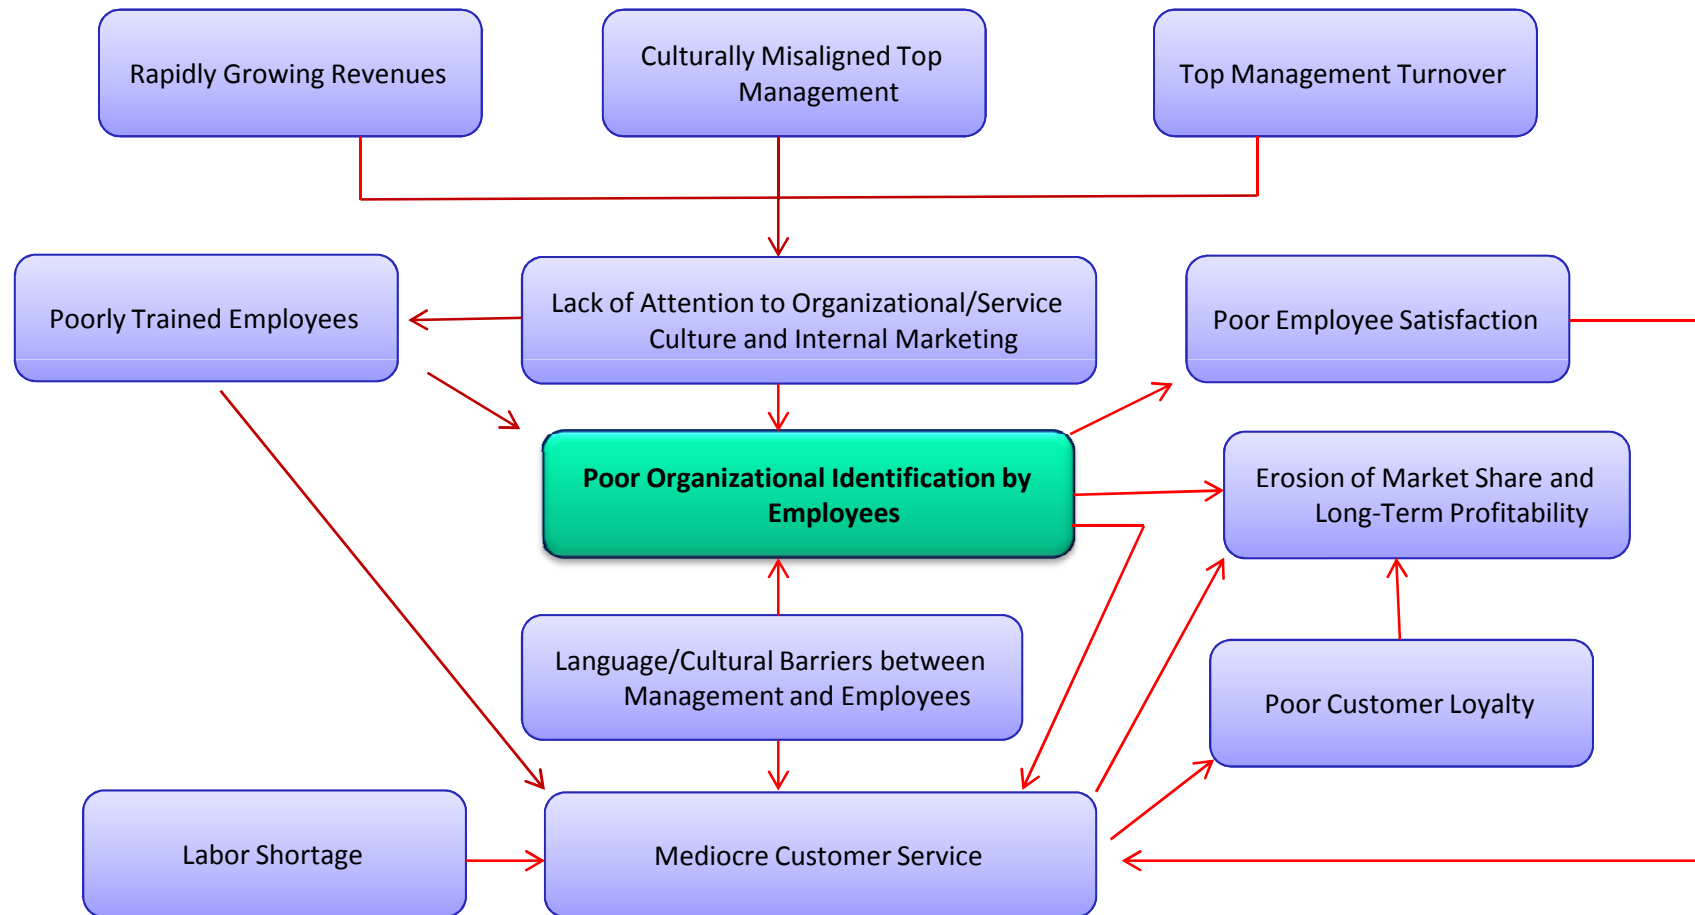 Rapidly Growing Revenues
Culturally Misaligned Top
Management
Top Management Turnover
Poorly Trained Employees
Lack of Attention to Organizational/Service
Culture and Internal Marketing
Poor Employee Satisfaction
Poor Organizational Identification by
Employees
Erosion of Market Share and
Long-Term Profitability
Language/Cultural Barriers between
Management and Employees
Poor Customer Loyalty
Labor Shortage
Mediocre Customer Service